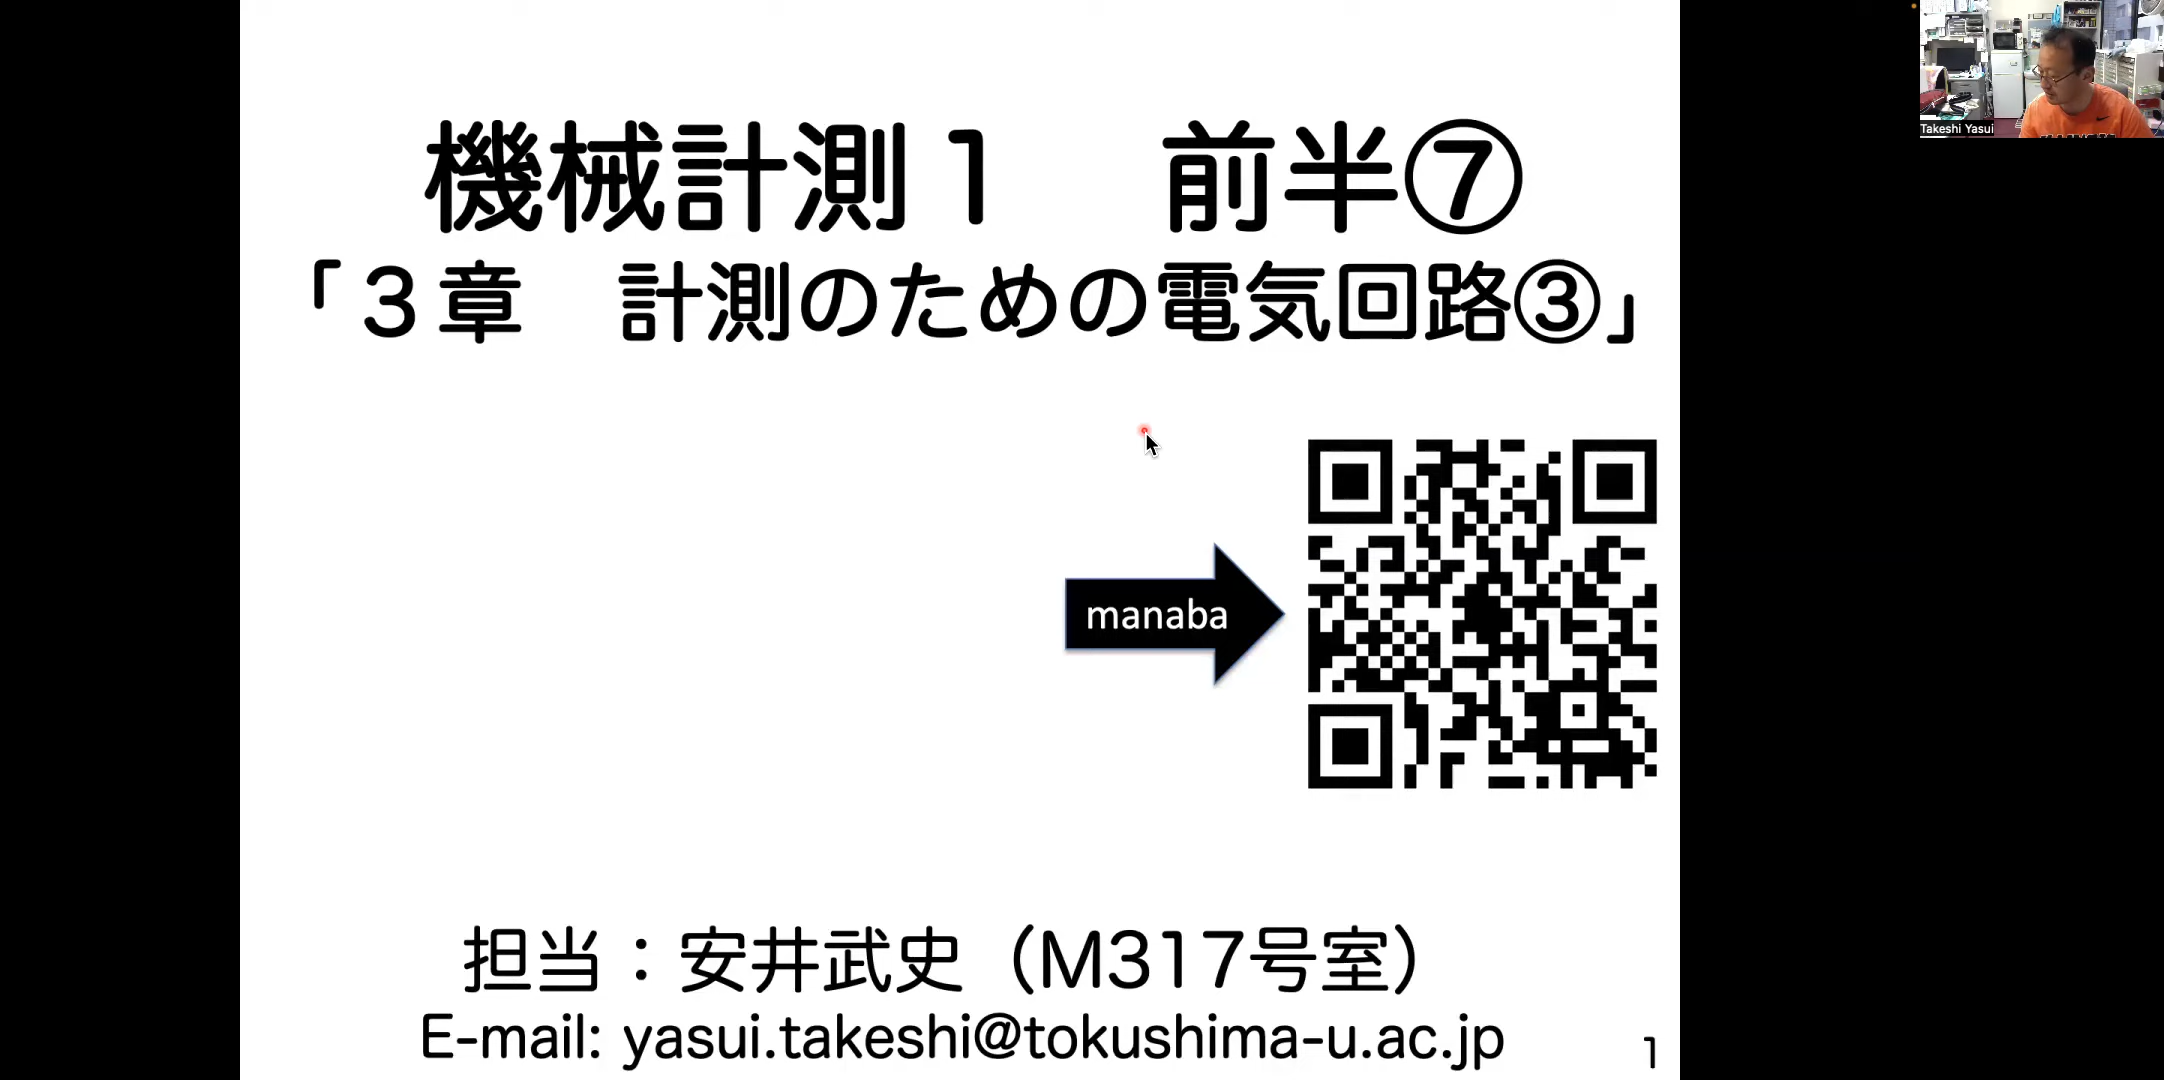 機械計測１　前半⑦
「３章　計測のための電気回路③」
manaba
担当：安井武史（M317号室）
E-mail: yasui.takeshi@tokushima-u.ac.jp
1
Takeshi Yasui